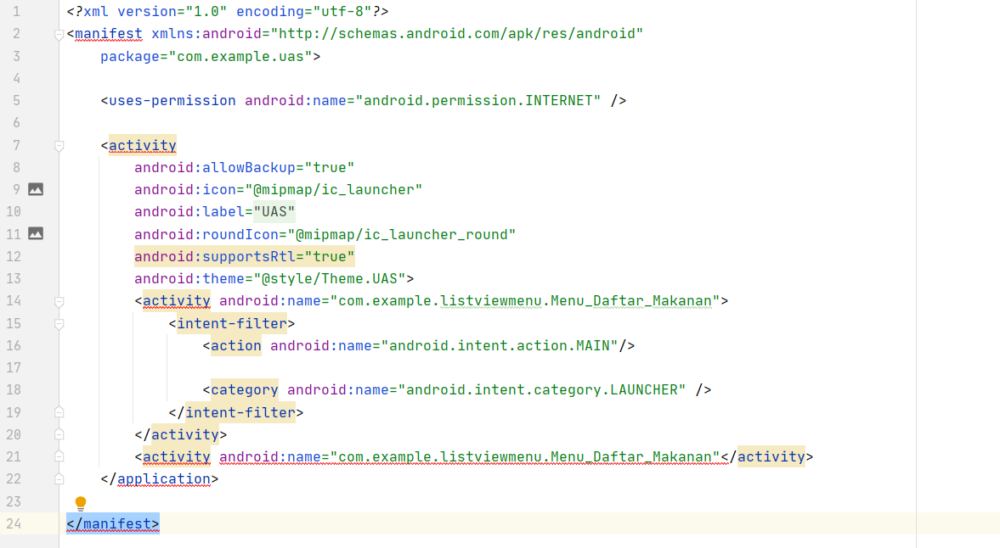 1 <?xml version="1.0" encoding="utf-8"?>
2 <manifest xmlns:android="http://schemas.android.com/apk/res/android"
3 package="com.example.uas">
4
5 <uses-permission android:name="android.permission.INTERNET" />
6
7 <activity
8 android:allowBackup="true"
9 android:icon="@mipmap/ic_launcher"
10 android:label="UAS"
11 android:roundIcon="@mipmap/ic_launcher_round"
12 android:supportsRtl="true"
13 android:theme="@style/Theme.UAS">
14 <activity android:name="com.example.listviewmenu.Menu_Daftar_Makanan">
15 <intent-filter>
16 <action android:name="android.intent.action.MAIN"/>
17
18 <category android:name="android.intent.category.LAUNCHER" />
19 </intent-filter>
20 </activity>
21 <activity android:name="com.example.listviewmenu.Menu_Daftar_Makanan"</activity>
22 </application>
23
24 </manifest>